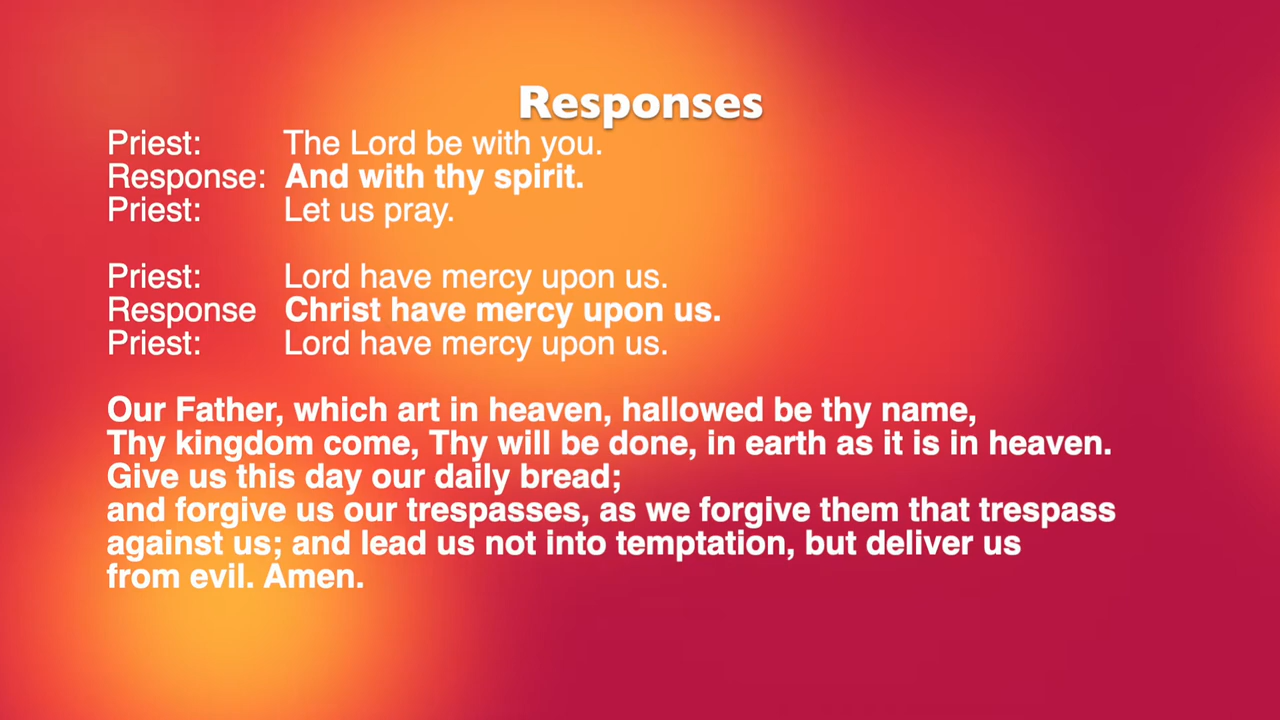 Responses
Priest: The Lord be with you.
Response: And with thy spirit.
Priest: Let us pray.
Priest: Lord have mercy upon us.
Response Christ have mercy upon us.
Priest: Lord have mercy upon us.
Our Father, which art in heaven, hallowed be thy name,
Thy kingdom come, Thy will be done, in earth as it is in heaven.
Give us this day our daily bread;
and forgive us our trespasses, as we forgive them that trespass
against us; and lead us not into temptation, but deliver us
from evil. Amen.